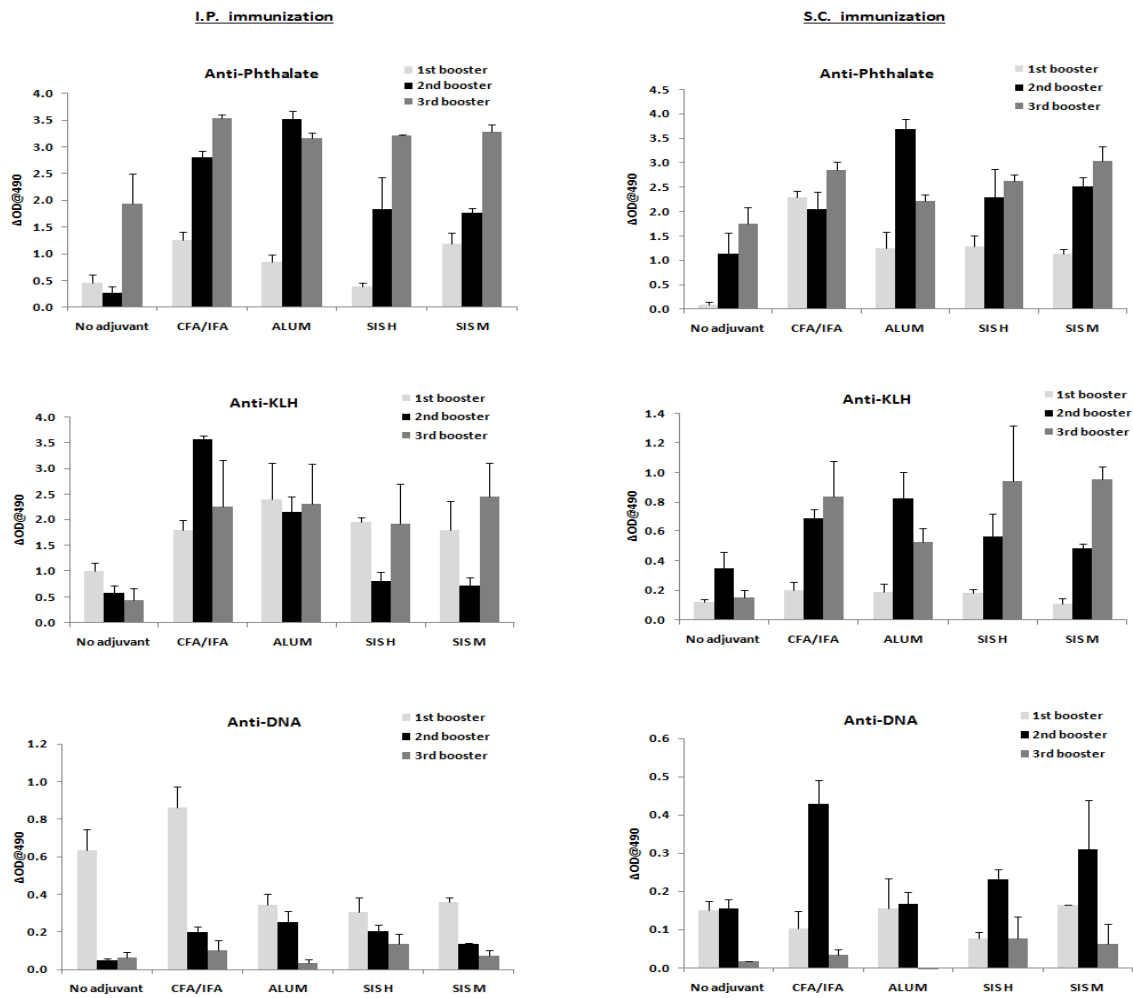 I.P. immunization
S.C. immunization
Anti-Phthalate
1st booster
2nd booster
3rd booster
ΔOD@490
4.0
3.5
3.0
2.5
2.0
1.5
1.0
0.5
0.0
No adjuvant CFA/IFA ALUM SIS H SIS M
Anti-Phthalate
1st booster
2nd booster
3rd booster
ΔOD@490
4.5
4.0
3.5
3.0
2.5
2.0
1.5
1.0
0.5
0.0
No adjuvant CFA/IFA ALUM SIS H SIS M
Anti-KLH
1st booster
2nd booster
3rd booster
ΔOD@490
4.0
3.5
3.0
2.5
2.0
1.5
1.0
0.5
0.0
No adjuvant CFA/IFA ALUM SIS H SIS M
Anti-KLH
1st booster
2nd booster
3rd booster
ΔOD@490
1.4
1.2
1.0
0.8
0.6
0.4
0.2
0.0
No adjuvant CFA/IFA ALUM SIS H SIS M
Anti-DNA
1st booster
2nd booster
3rd booster
ΔOD@490
1.2
1.0
0.8
0.6
0.4
0.2
0.0
No adjuvant CFA/IFA ALUM SIS H SIS M
Anti-DNA
1st booster
2nd booster
3rd booster
ΔOD@490
0.6
0.5
0.4
0.3
0.2
0.1
0.0
No adjuvant CFA/IFA ALUM SIS H SIS M